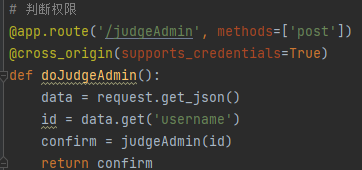 # 判断权限
@app.route('/judgeAdmin', methods=['post'])
@cross_origin(supports_credentials=True)
def doJudgeAdmin():
    data = request.get_json()
    id = data.get('username')
    confirm = judgeAdmin(id)
    return confirm